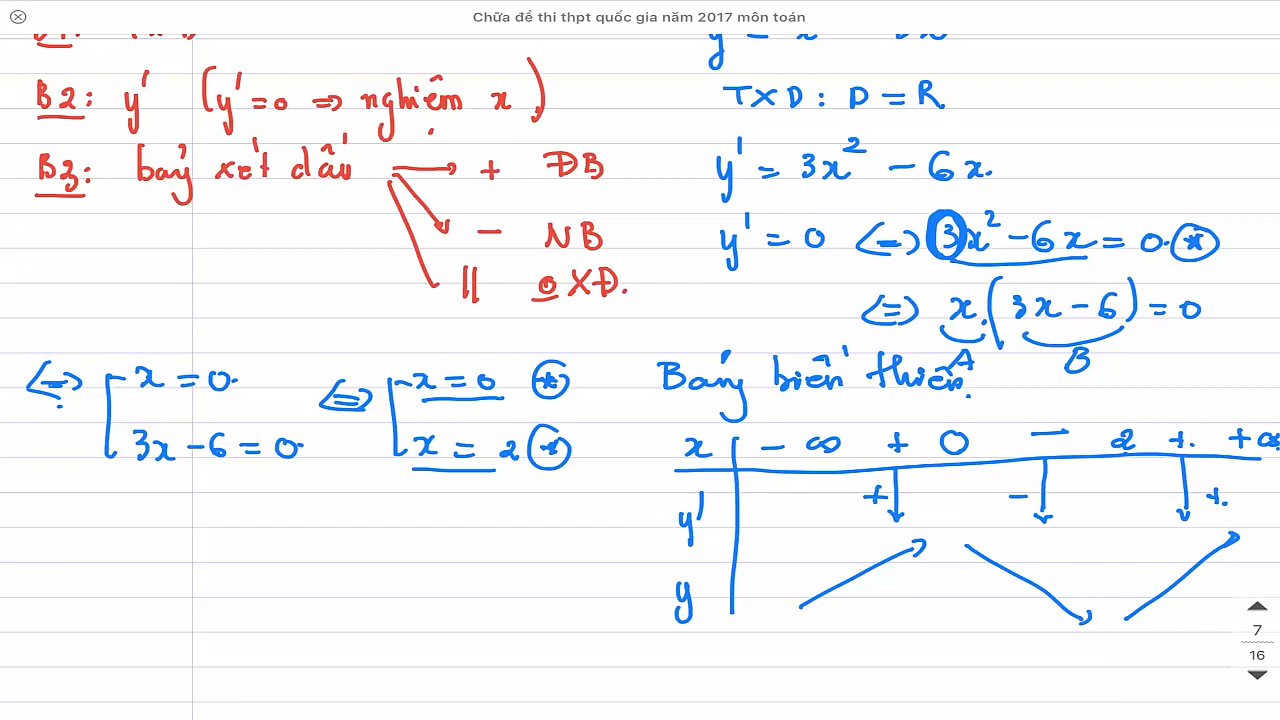 Chữa đề thi thpt quốc gia năm 2017 môn toán
B2: y' (y'=0 => nghiệm x)
B3: bảng xét dấu → + ĐB
− NB
|| 0 XĐ.
TXD: D = R
y' = 3x² − 6x.
y' = 0 <=> 3x² − 6x = 0. (*)
<=> x.(3x − 6) = 0
A B
<=> [ x = 0. <=> [ x = 0 (*)
3x − 6 = 0. x = 2 (*)
Bảng biến thiên.
x | −∞ + 0 − 2 +. +∞
y' + − +.
y
7
16